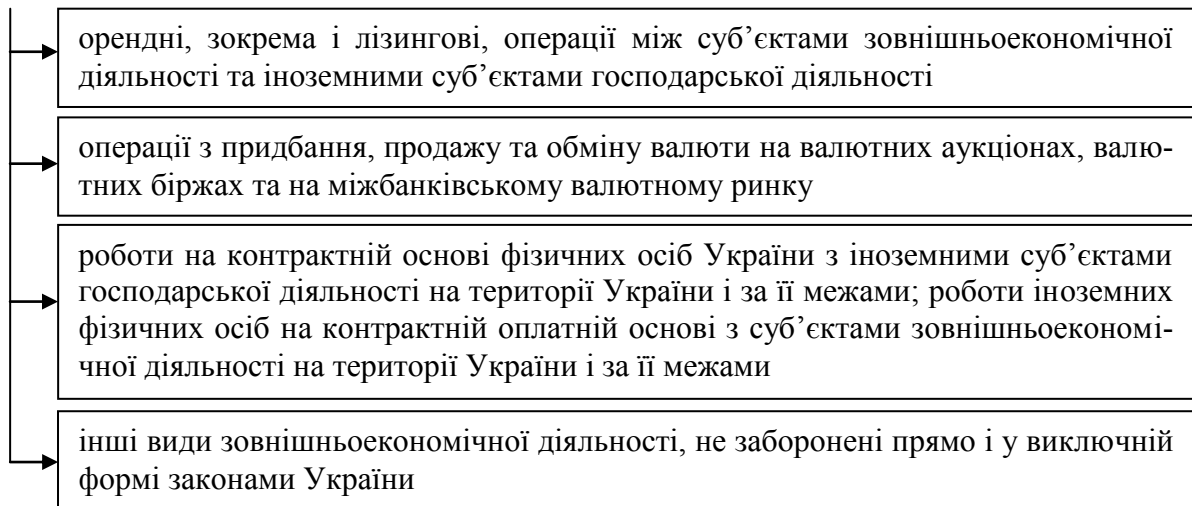 орендні, зокрема і лізингові, операції між суб’єктами зовнішньоекономічної
діяльності та іноземними суб’єктами господарської діяльності
операції з придбання, продажу та обміну валюти на валютних аукціонах, валю-
тних біржах та на міжбанківському валютному ринку
роботи на контрактній основі фізичних осіб України з іноземними суб’єктами
господарської діяльності на території України і за її межами; роботи іноземних
фізичних осіб на контрактній оплатній основі з суб’єктами зовнішньоекономі-
чної діяльності на території України і за її межами
інші види зовнішньоекономічної діяльності, не заборонені прямо і у виключній
формі законами України